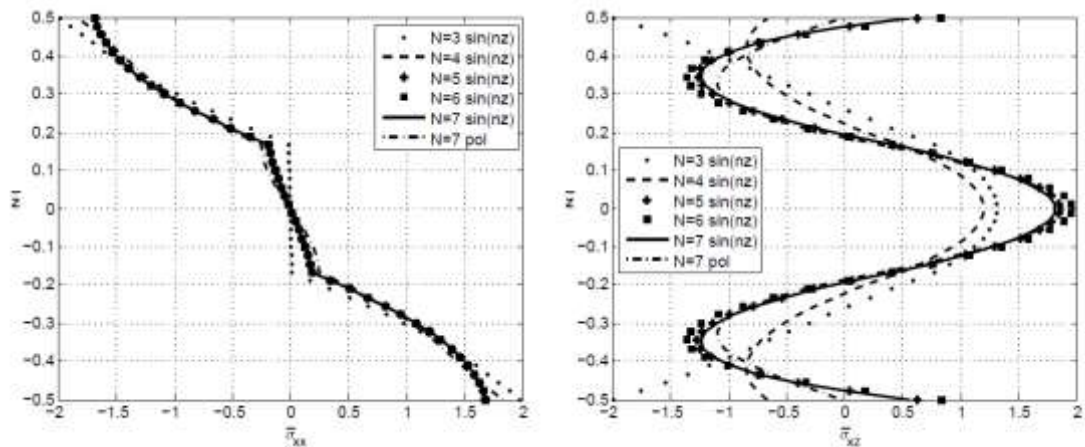 0.5
0.4
0.3
0.2
0.1
0
-0.1
-0.2
-0.3
-0.4
-0.5
z̅
-2 -1.5 -1 -0.5 0 0.5 1 1.5 2
σ̅xx
N=3 sin(nz)
N=4 sin(nz)
N=5 sin(nz)
N=6 sin(nz)
N=7 sin(nz)
N=7 pol
0.5
0.4
0.3
0.2
0.1
0
-0.1
-0.2
-0.3
-0.4
-0.5
z̅
-2 -1.5 -1 -0.5 0 0.5 1 1.5 2
σ̅xz
N=3 sin(nz)
N=4 sin(nz)
N=5 sin(nz)
N=6 sin(nz)
N=7 sin(nz)
N=7 pol